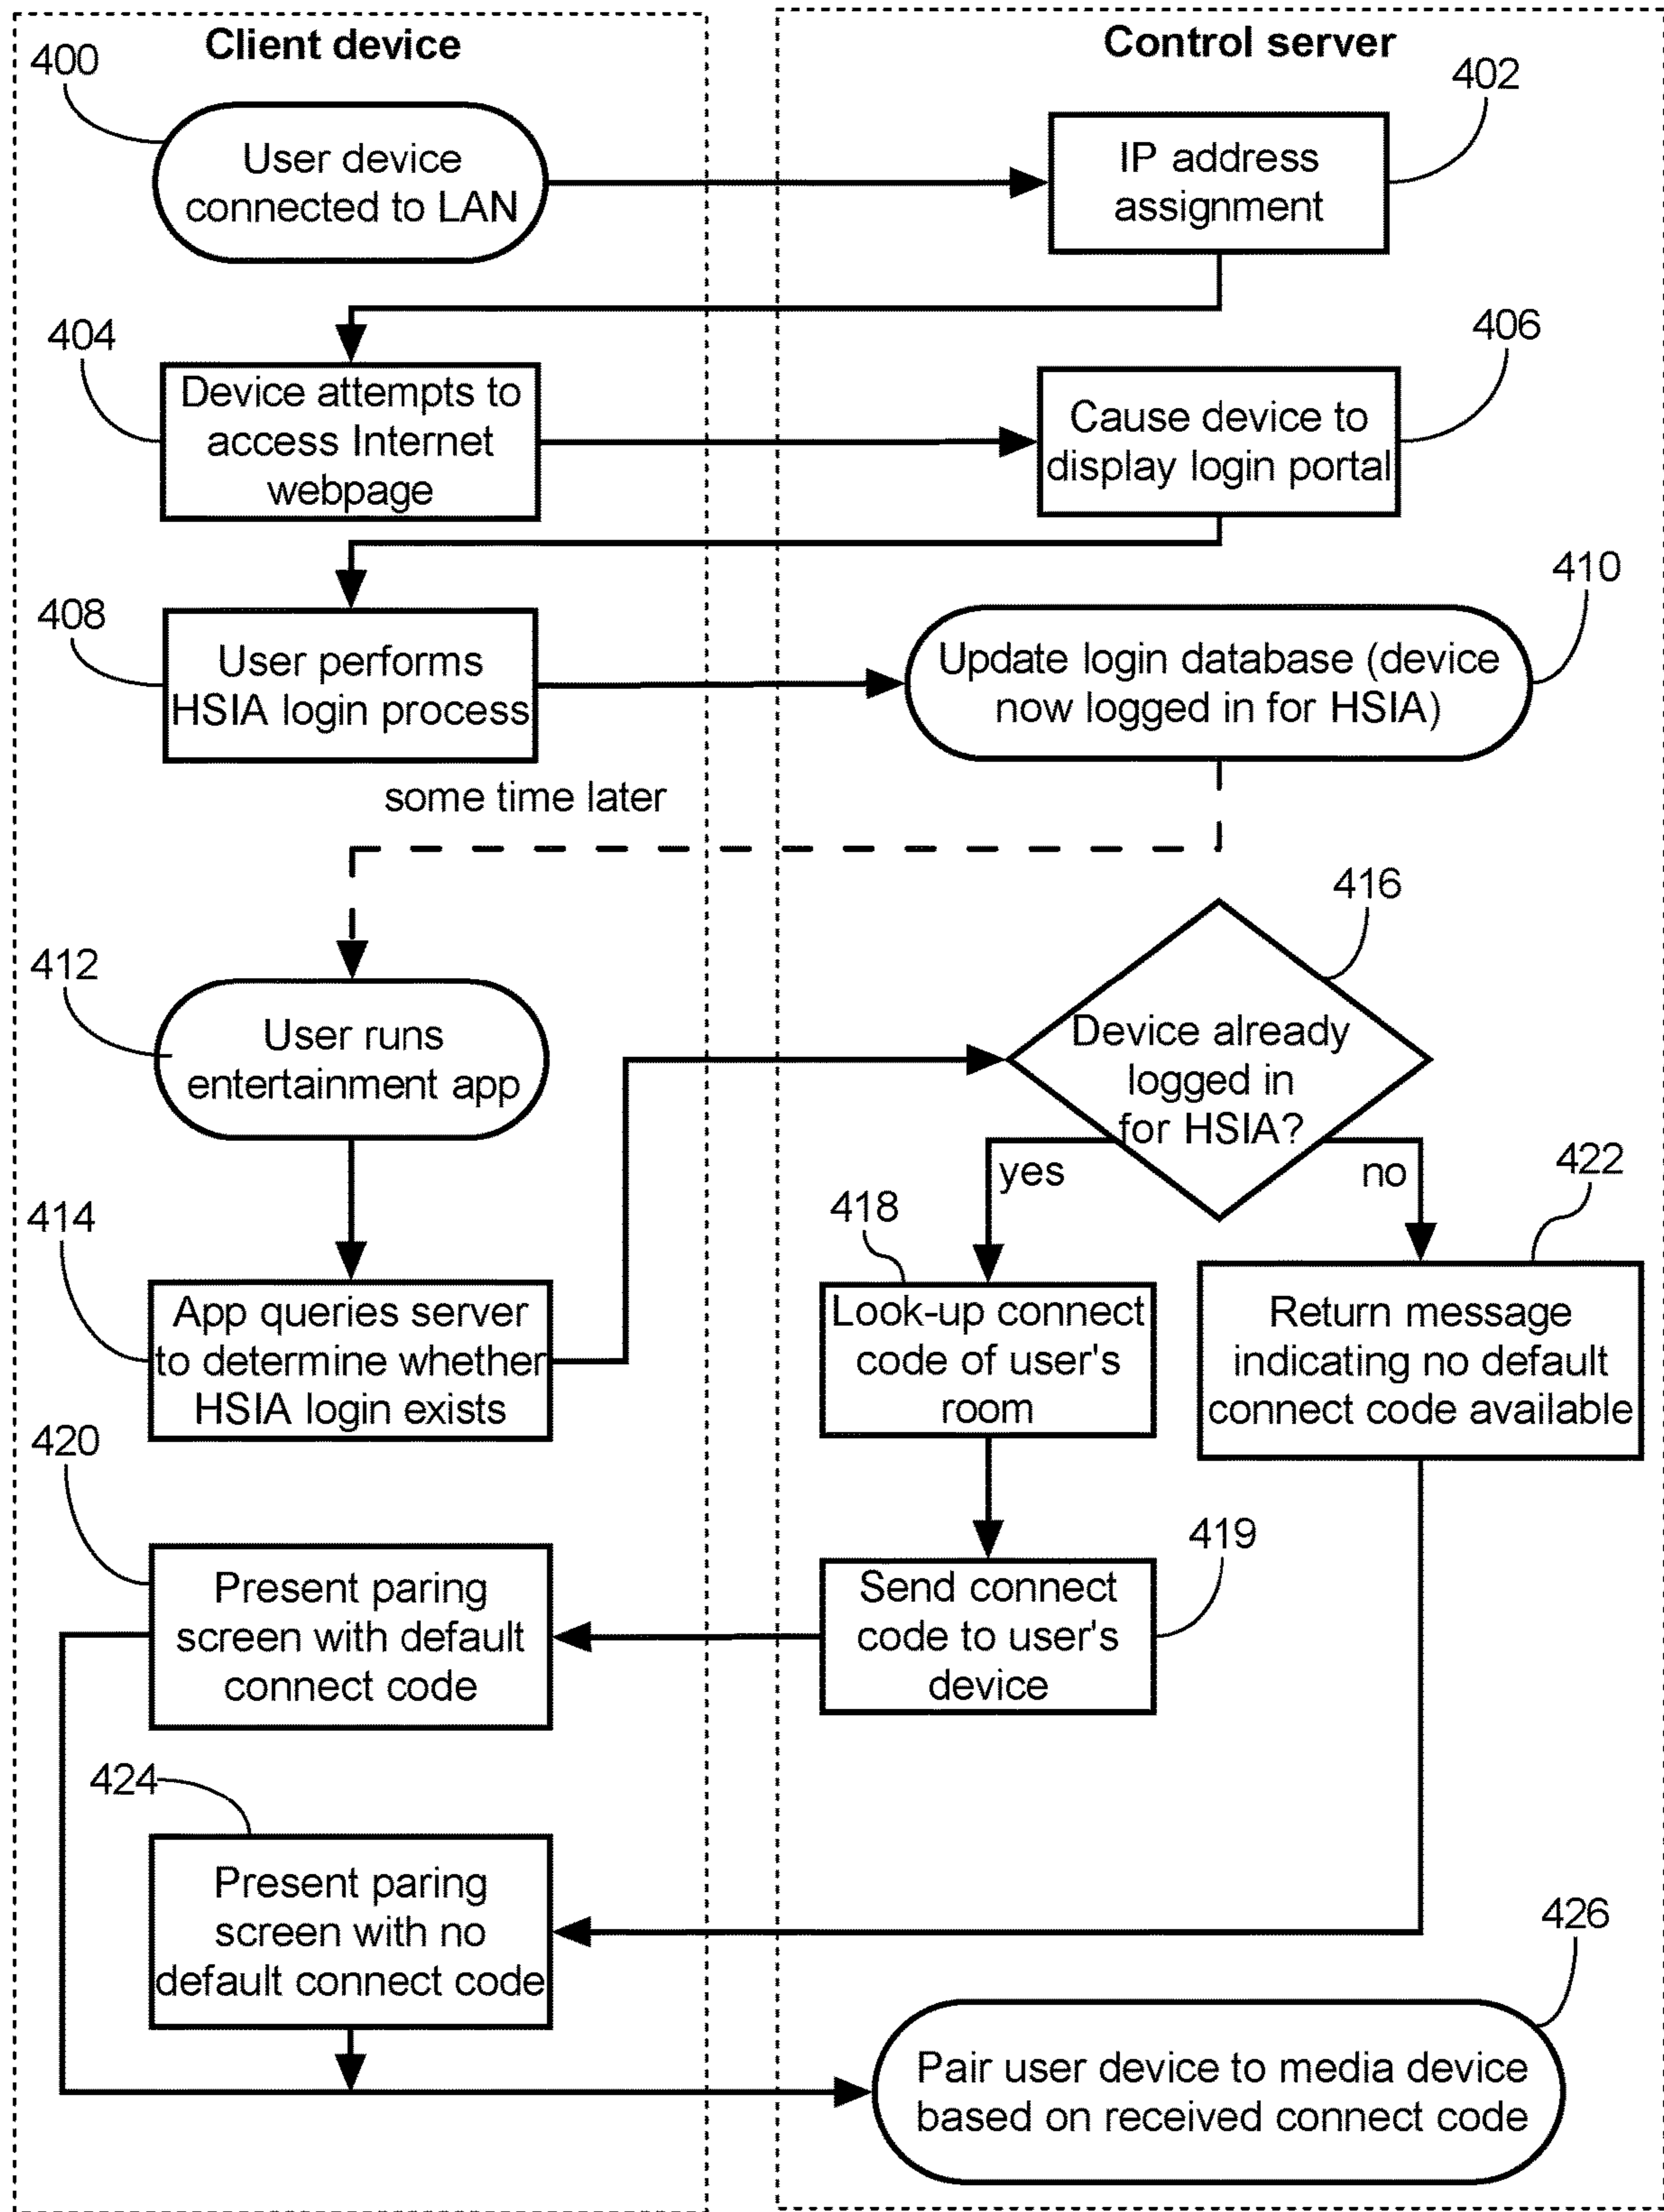 Client device
Control server
400
402
User device
connected to LAN
IP address
assignment
404
406
Device attempts to
access Internet
webpage
Cause device to
display login portal
408
410
User performs
HSIA login process
Update login database (device
now logged in for HSIA)
some time later
412
416
User runs
entertainment app
Device already
logged in
for HSIA?
yes
no
414
418
422
App queries server
to determine whether
HSIA login exists
Look-up connect
code of user's
room
Return message
indicating no default
connect code available
420
419
Present paring
screen with default
connect code
Send connect
code to user's
device
424
Present paring
screen with no
default connect code
426
Pair user device to media device
based on received connect code